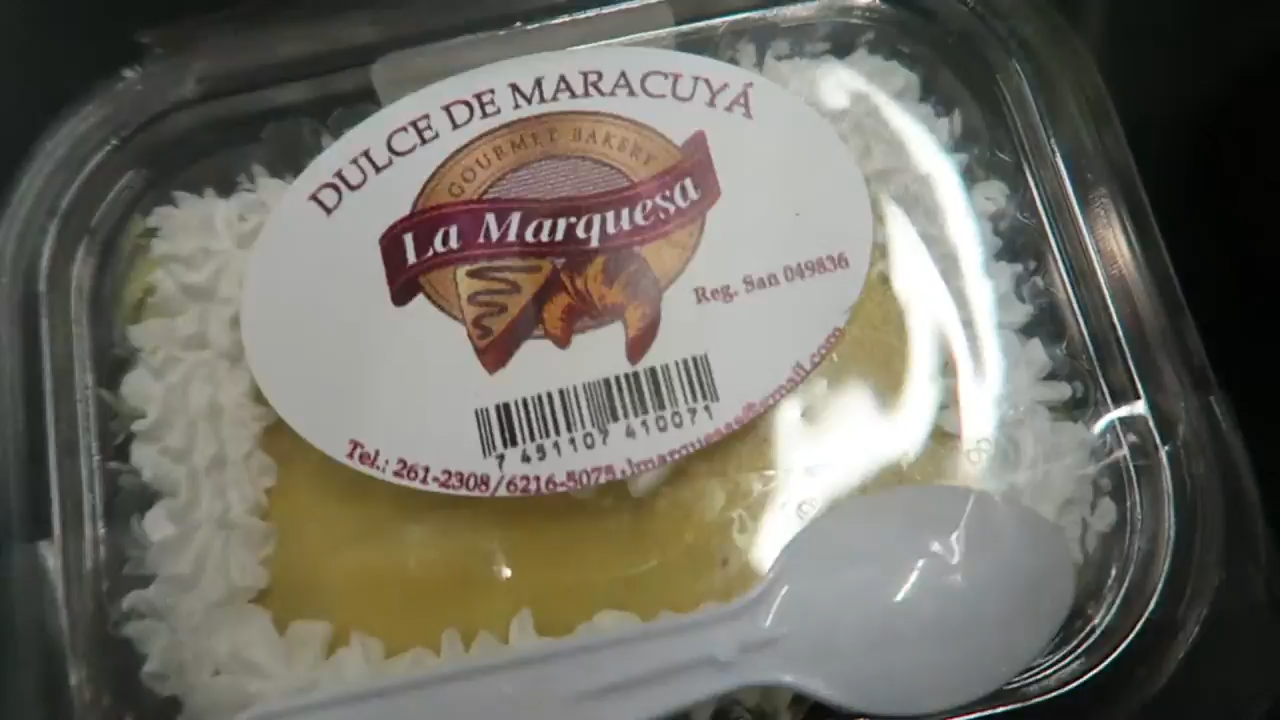 DULCE DE MARACUYÁ
GOURMET BAKERY
La Marquesa
Reg. San 049836
7 451107 410071
Tel.: 261-2308/6216-5075